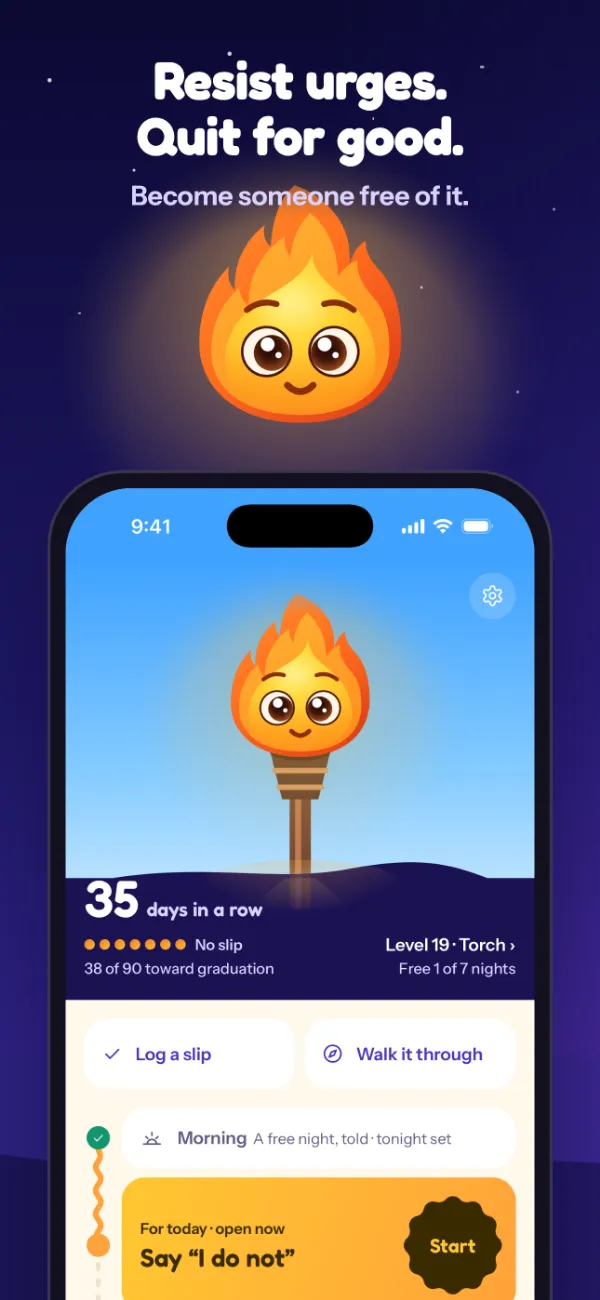 Resist urges.
Quit for good.
Become someone free of it.
9:41
35 days in a row
No slip
Level 19 · Torch ›
38 of 90 toward graduation
Free 1 of 7 nights
Log a slip
Walk it through
Morning A free night, told · tonight set
For today · open now
Say “I do not”
Start